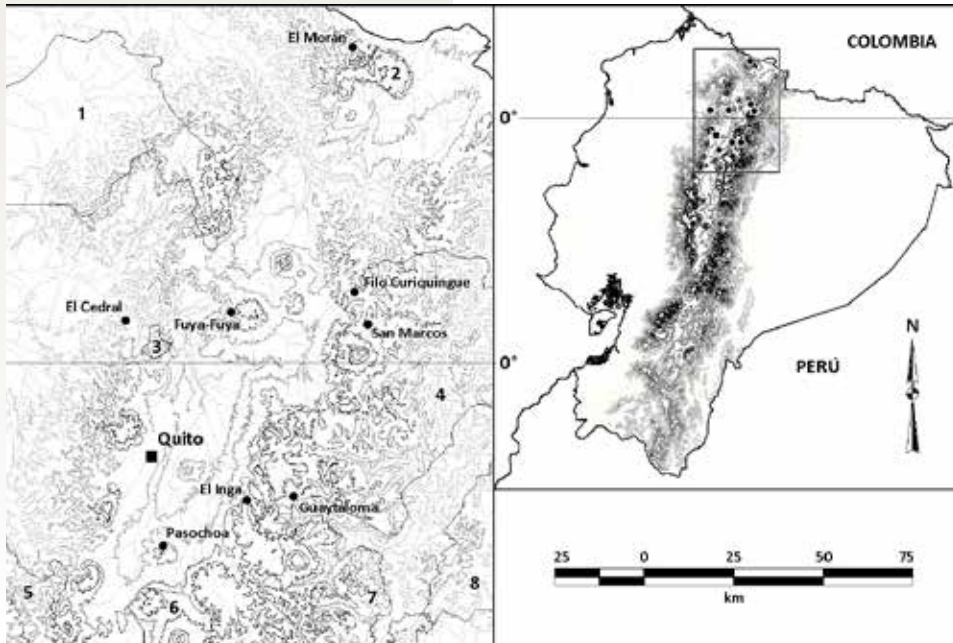 El Morán
2
1
El Cedral
Fuya-Fuya
Filo Curiquingue
San Marcos
3
4
Quito
El Inga
Guaytaloma
Pasochoa
5
6
7
8
COLOMBIA
0°
0°
PERÚ
N
25 0 25 50 75
km